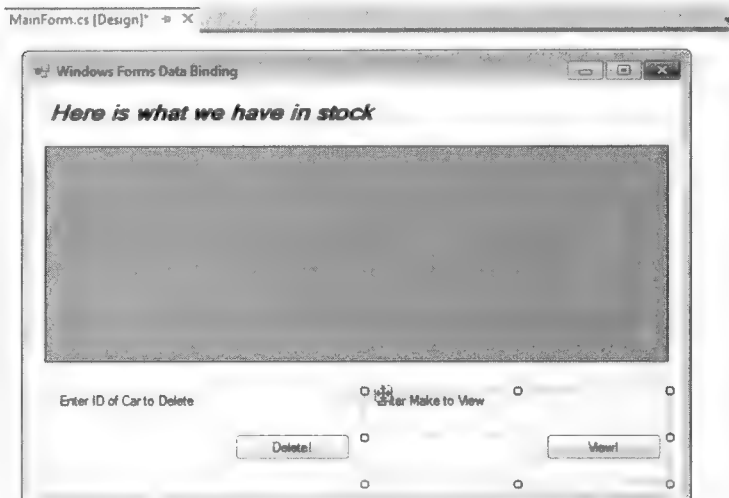 MainForm.cs [Design]*
Windows Forms Data Binding
Here is what we have in stock
Enter ID of Car to Delete
Enter Make to View
Delete!
View!